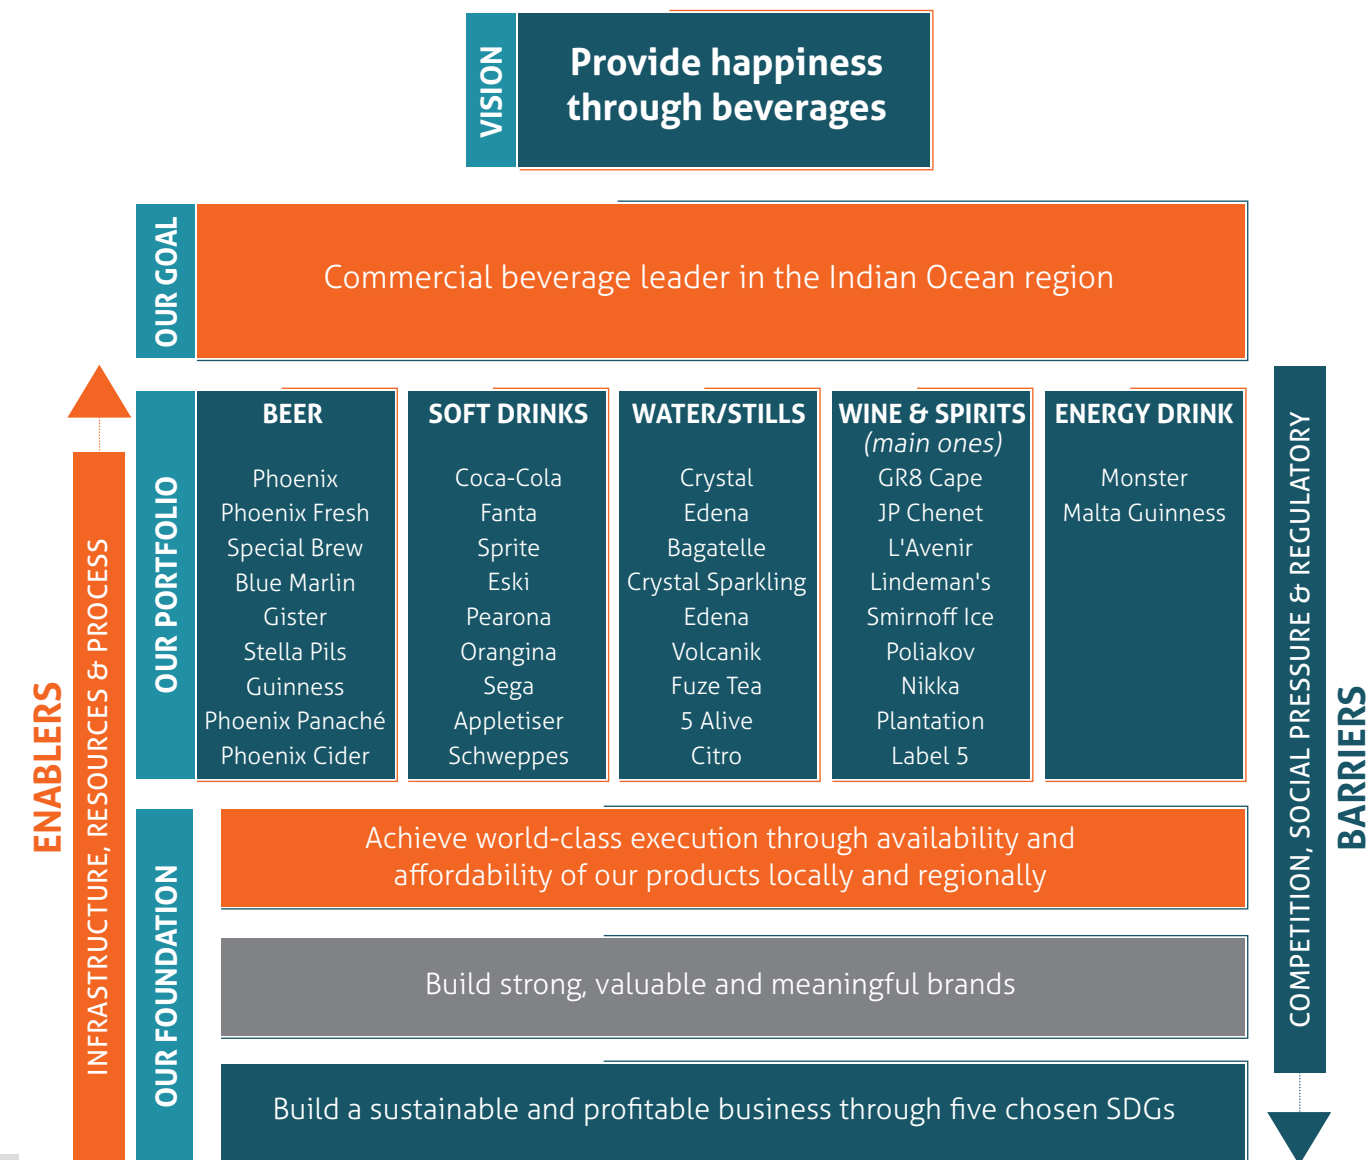 VISION
Provide happiness
through beverages
OUR GOAL
Commercial beverage leader in the Indian Ocean region
ENABLERS
INFRASTRUCTURE, RESOURCES & PROCESS
OUR PORTFOLIO
BEER
Phoenix
Phoenix Fresh
Special Brew
Blue Marlin
Gister
Stella Pils
Guinness
Phoenix Panaché
Phoenix Cider
SOFT DRINKS
Coca-Cola
Fanta
Sprite
Eski
Pearona
Orangina
Sega
Appletiser
Schweppes
WATER/STILLS
Crystal
Edena
Bagatelle
Crystal Sparkling
Edena
Volcanik
Fuze Tea
5 Alive
Citro
WINE & SPIRITS
(main ones)
GR8 Cape
JP Chenet
L'Avenir
Lindeman's
Smirnoff Ice
Poliakov
Nikka
Plantation
Label 5
ENERGY DRINK
Monster
Malta Guinness
COMPETITION, SOCIAL PRESSURE & REGULATORY
BARRIERS
OUR FOUNDATION
Achieve world-class execution through availability and
affordability of our products locally and regionally
Build strong, valuable and meaningful brands
Build a sustainable and profitable business through five chosen SDGs